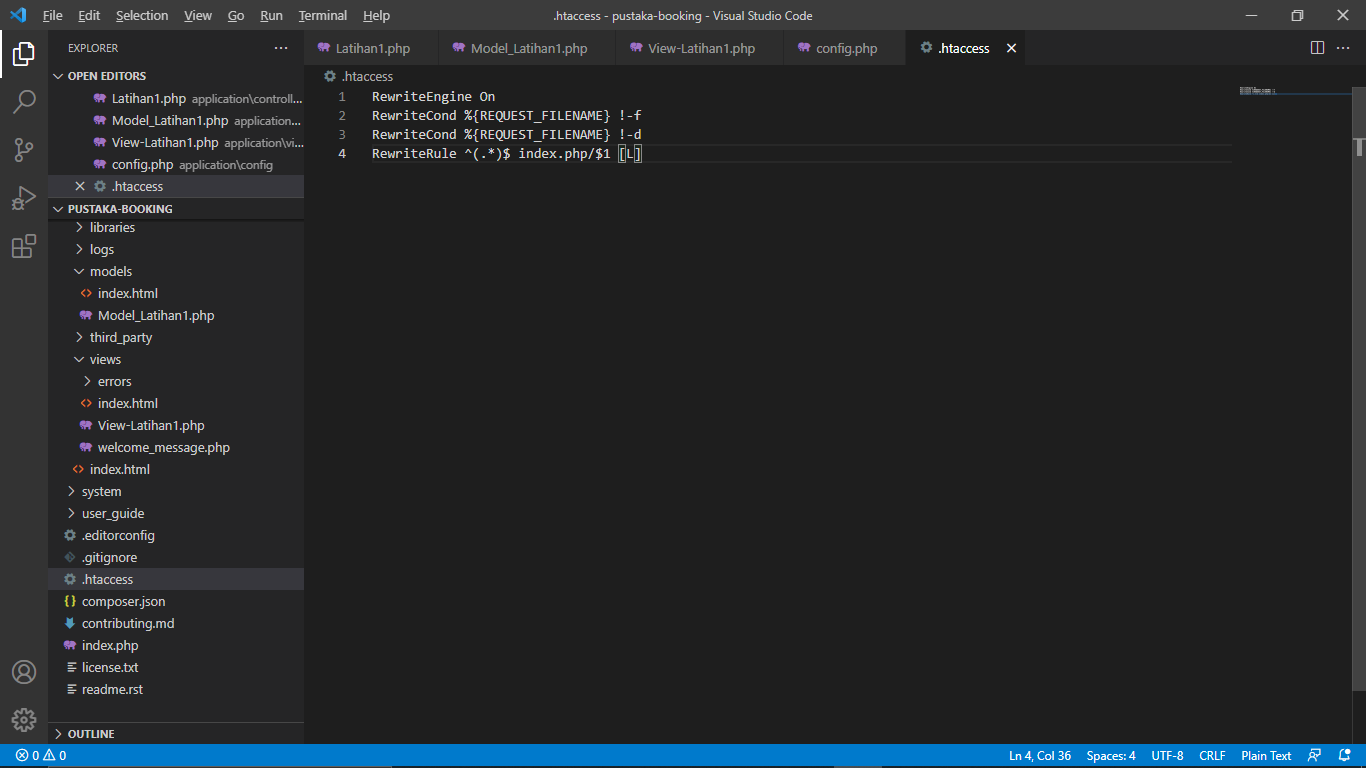 File Edit Selection View Go Run Terminal Help .htaccess - pustaka-booking - Visual Studio Code
EXPLORER ···
Latihan1.php Model_Latihan1.php View-Latihan1.php config.php .htaccess
OPEN EDITORS
Latihan1.php application\controll...
Model_Latihan1.php application...
View-Latihan1.php application\vi...
config.php application\config
.htaccess
PUSTAKA-BOOKING
libraries
logs
models
index.html
Model_Latihan1.php
third_party
views
errors
index.html
View-Latihan1.php
welcome_message.php
index.html
system
user_guide
.editorconfig
.gitignore
.htaccess
composer.json
contributing.md
index.php
license.txt
readme.rst
OUTLINE
.htaccess
1 RewriteEngine On
2 RewriteCond %{REQUEST_FILENAME} !-f
3 RewriteCond %{REQUEST_FILENAME} !-d
4 RewriteRule ^(.*)$ index.php/$1 [L]
0 0 Ln 4, Col 36 Spaces: 4 UTF-8 CRLF Plain Text